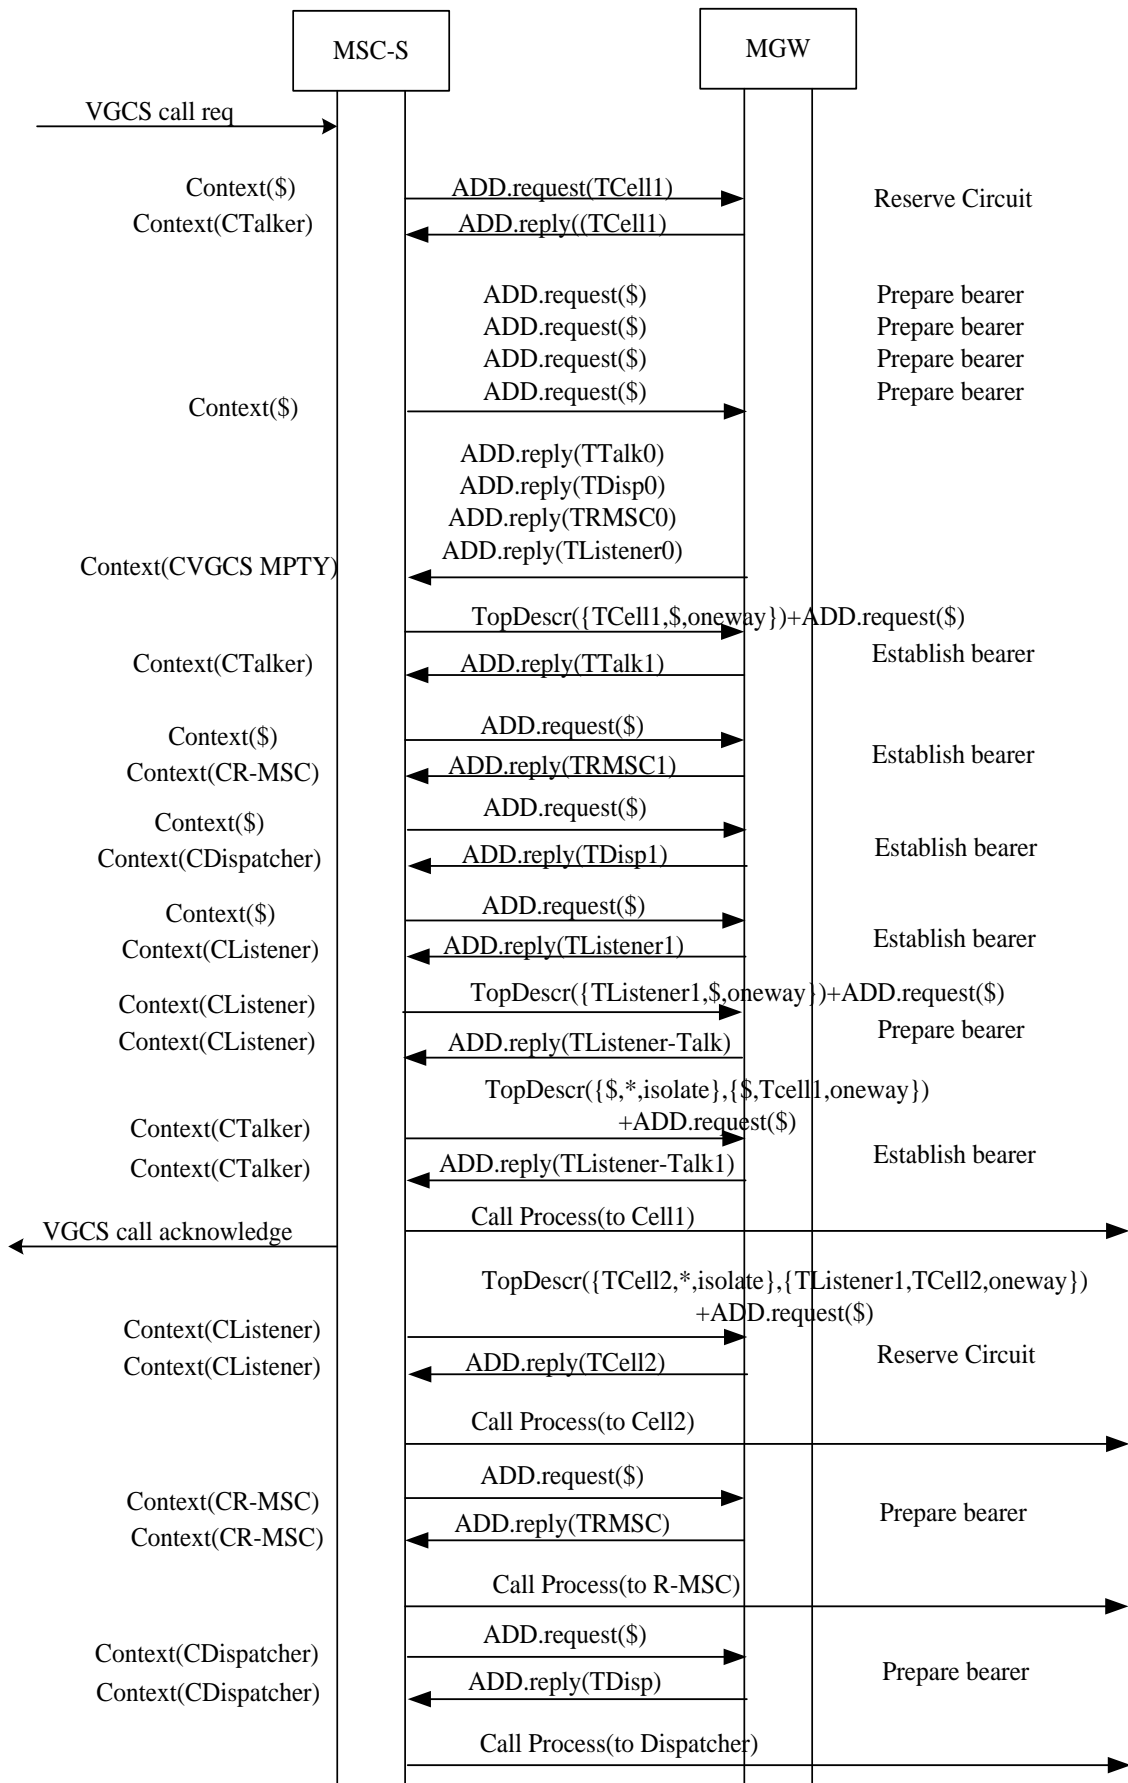 MSC-S
MGW
VGCS call req
Context($)
ADD.request(TCell1)
Reserve Circuit
Context(CTalker)
ADD.reply((TCell1)
ADD.request($)
Prepare bearer
ADD.request($)
Prepare bearer
ADD.request($)
Prepare bearer
ADD.request($)
Prepare bearer
Context($)
ADD.reply(TTalk0)
ADD.reply(TDisp0)
ADD.reply(TRMSC0)
ADD.reply(TListener0)
Context(CVGCS MPTY)
TopDescr({TCell1,$,oneway})+ADD.request($)
Establish bearer
Context(CTalker)
ADD.reply(TTalk1)
ADD.request($)
Context($)
Establish bearer
Context(CR-MSC)
ADD.reply(TRMSC1)
ADD.request($)
Context($)
Establish bearer
Context(CDispatcher)
ADD.reply(TDisp1)
ADD.request($)
Context($)
Establish bearer
Context(CListener)
ADD.reply(TListener1)
TopDescr({TListener1,$,oneway})+ADD.request($)
Context(CListener)
Prepare bearer
Context(CListener)
ADD.reply(TListener-Talk)
TopDescr({$,*,isolate},{$,Tcell1,oneway})
+ADD.request($)
Context(CTalker)
Establish bearer
Context(CTalker)
ADD.reply(TListener-Talk1)
Call Process(to Cell1)
VGCS call acknowledge
TopDescr({TCell2,*,isolate},{TListener1,TCell2,oneway})
+ADD.request($)
Context(CListener)
Reserve Circuit
Context(CListener)
ADD.reply(TCell2)
Call Process(to Cell2)
ADD.request($)
Context(CR-MSC)
Prepare bearer
Context(CR-MSC)
ADD.reply(TRMSC)
Call Process(to R-MSC)
ADD.request($)
Context(CDispatcher)
Prepare bearer
Context(CDispatcher)
ADD.reply(TDisp)
Call Process(to Dispatcher)